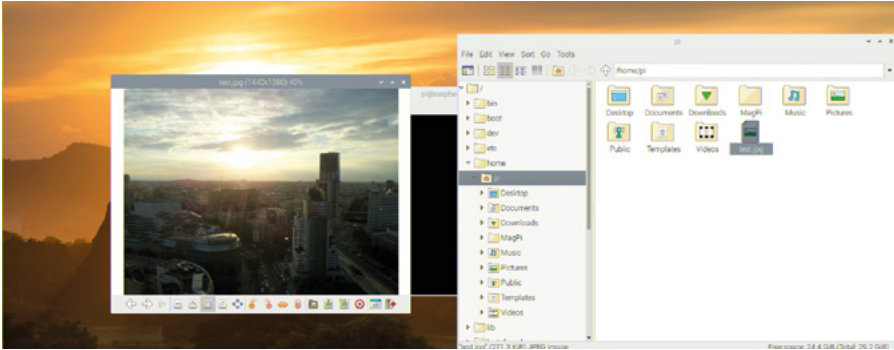 test.jpg (1440x1080) 40%
pi@raspbe
pi
File Edit View Sort Go Tools
/home/pi
/
bin
boot
dev
etc
home
pi
Desktop
Documents
Downloads
MagPi
Music
Pictures
Public
Templates
Videos
lib
Desktop Documents Downloads MagPi Music Pictures
Public Templates Videos test.jpg
"test.jpg" (271.3 KiB) JPEG image
Free space: 24.4 GiB (Total: 29.2 GiB)